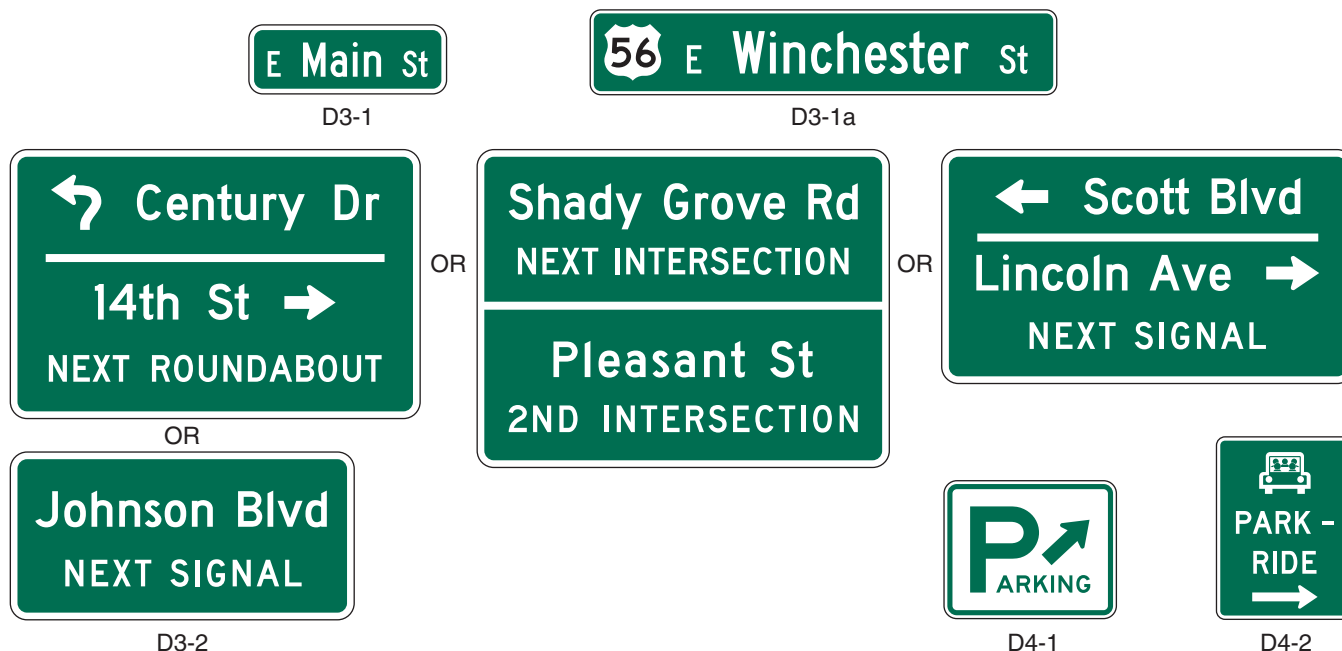 E Main St
D3-1
56 E Winchester St
D3-1a
Century Dr
14th St
NEXT ROUNDABOUT
OR
Shady Grove Rd
NEXT INTERSECTION
Pleasant St
2ND INTERSECTION
OR
Scott Blvd
Lincoln Ave
NEXT SIGNAL
OR
Johnson Blvd
NEXT SIGNAL
D3-2
PARKING
D4-1
PARK -
RIDE
D4-2